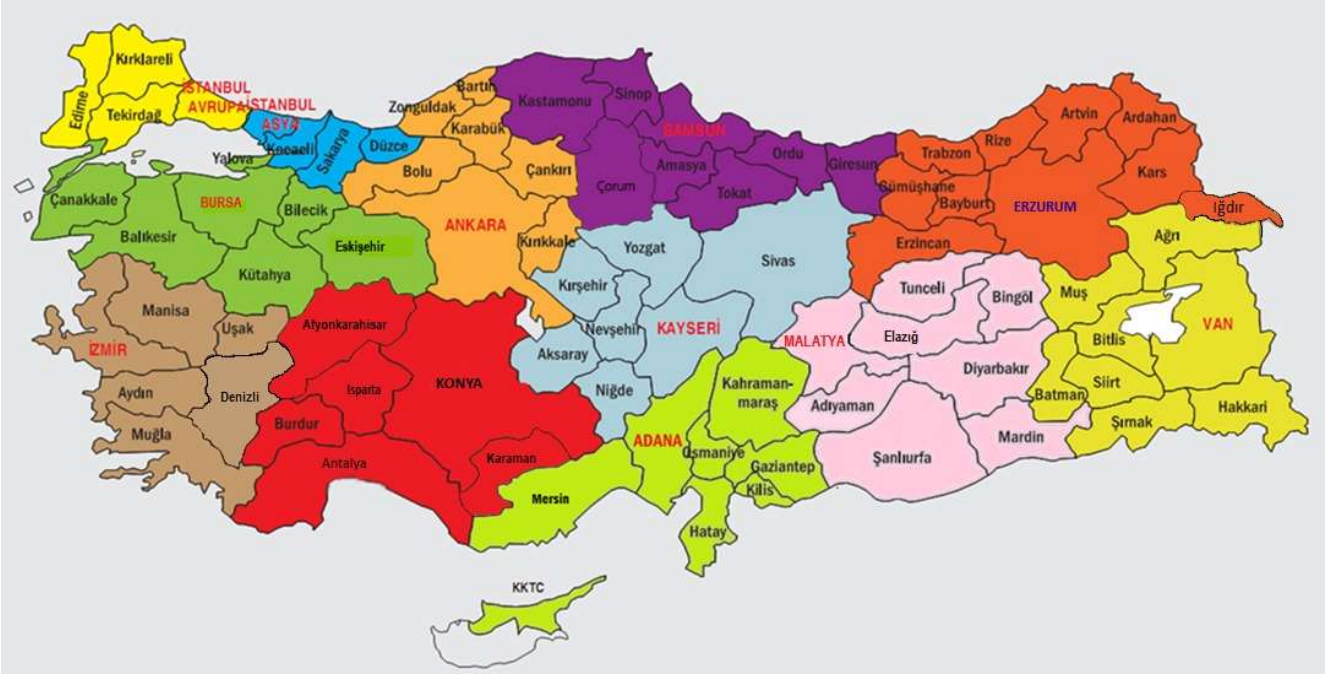 Kırklareli
Edirne
Tekirdağ
İSTANBUL
AVRUPA
İSTANBUL
ASYA
Yalova
Kocaeli
Sakarya
Düzce
Zonguldak
Bartın
Karabük
Bolu
Çankırı
ANKARA
Kırıkkale
Kastamonu
Sinop
SAMSUN
Çorum
Amasya
Tokat
Ordu
Giresun
Trabzon
Rize
Artvin
Ardahan
Kars
Gümüşhane
Bayburt
ERZURUM
Iğdır
Erzincan
Çanakkale
BURSA
Bilecik
Balıkesir
Eskişehir
Kütahya
Yozgat
Sivas
Kırşehir
Nevşehir
KAYSERİ
Aksaray
Niğde
Tunceli
Bingöl
MALATYA
Elazığ
Diyarbakır
Adıyaman
Şanlıurfa
Mardin
Ağrı
Muş
Bitlis
VAN
Batman
Siirt
Şırnak
Hakkari
Manisa
Uşak
İZMİR
Aydın
Denizli
Muğla
Afyonkarahisar
Isparta
KONYA
Burdur
Antalya
Karaman
Kahraman-
maraş
ADANA
Osmaniye
Gaziantep
Kilis
Mersin
Hatay
KKTC